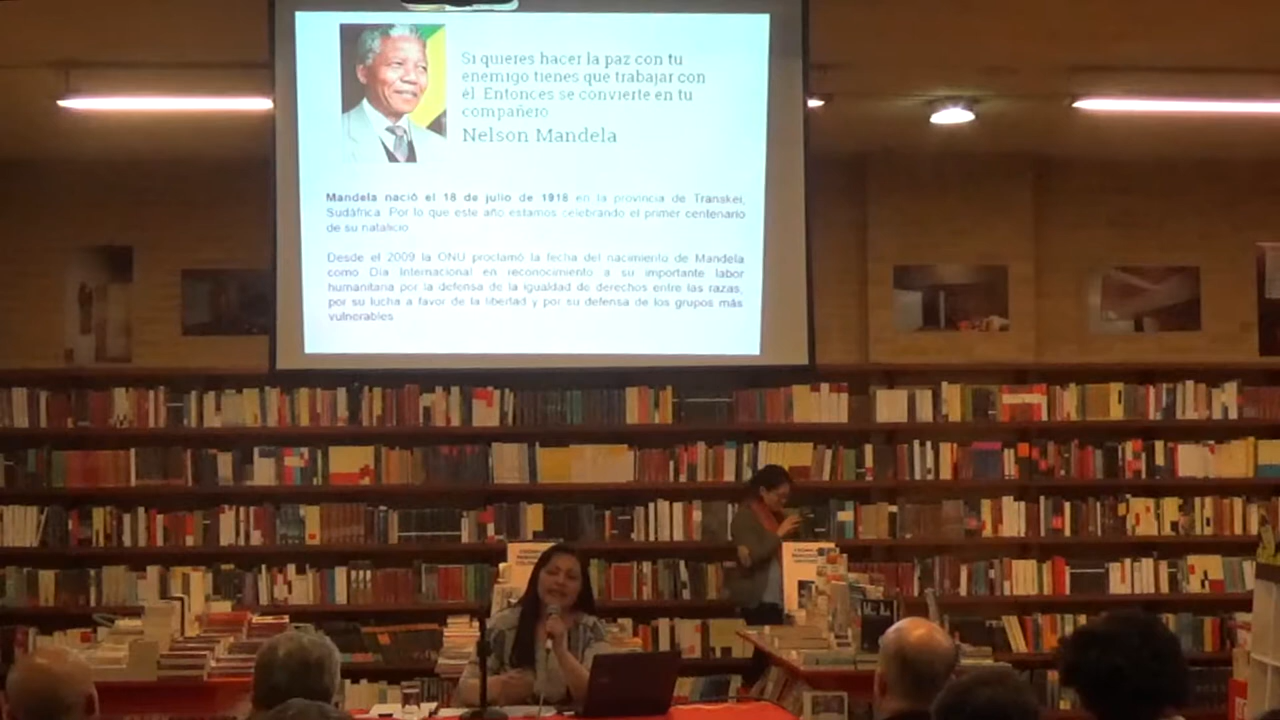 Si quieres hacer la paz con tu
enemigo tienes que trabajar con
él. Entonces se convierte en tu
compañero
Nelson Mandela
Mandela nació el 18 de julio de 1918 en la provincia de Transkei,
Sudáfrica. Por lo que este año estamos celebrando el primer centenario
de su natalicio
Desde el 2009 la ONU proclamó la fecha del nacimiento de Mandela
como Día Internacional en reconocimiento a su importante labor
humanitaria por la defensa de la igualdad de derechos entre las razas,
por su lucha a favor de la libertad y por su defensa de los grupos más
vulnerables